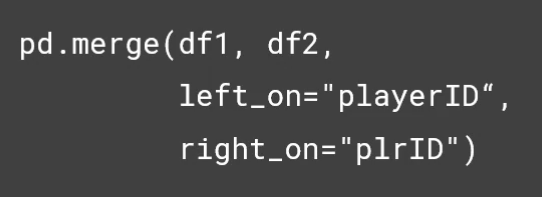 pd.merge(df1, df2,
left_on="playerID“,
right_on="plrID")